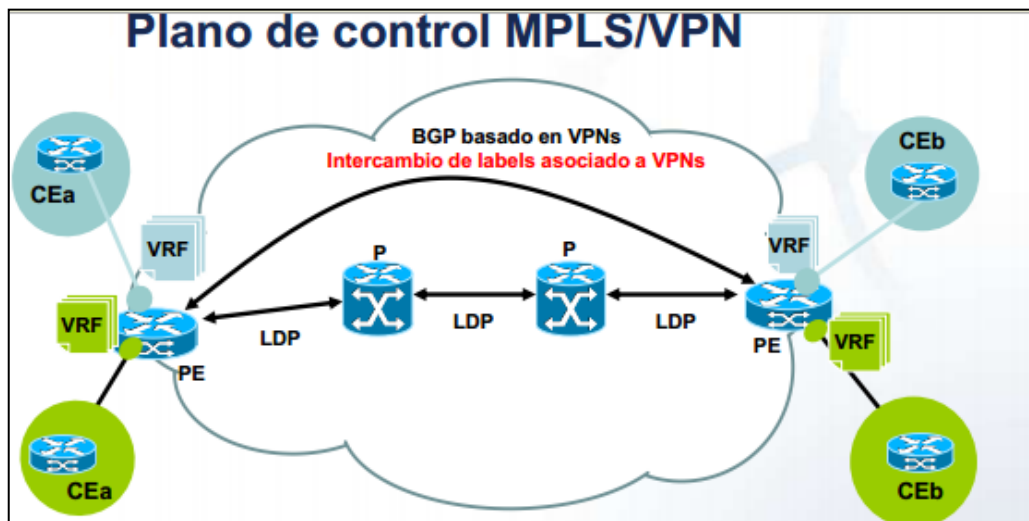 Plano de control MPLS/VPN
BGP basado en VPNs
Intercambio de labels asociado a VPNs
CEa
CEb
VRF
VRF
P
P
VRF
LDP
LDP
LDP
PE
PE
VRF
CEa
CEb